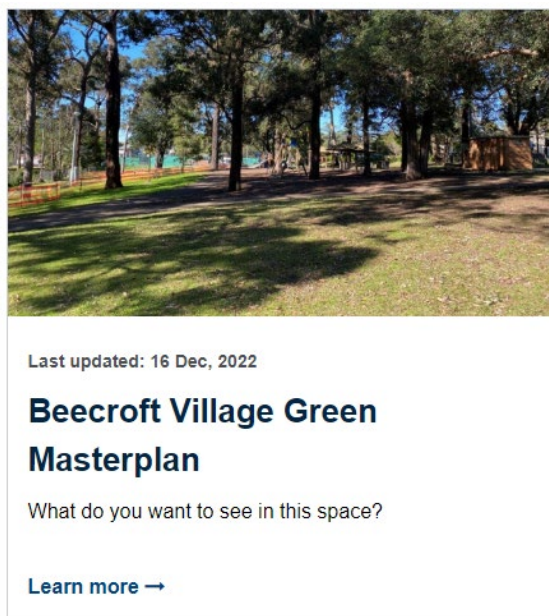 Last updated: 16 Dec, 2022
Beecroft Village Green
Masterplan
What do you want to see in this space?
Learn more →